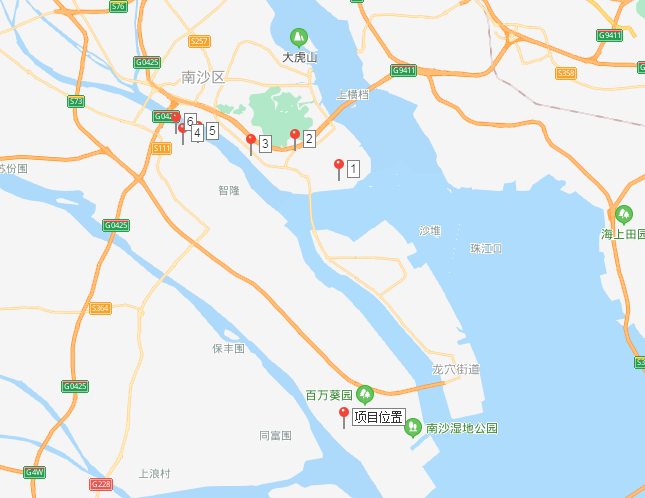 S76
G9411
S257
大虎山
G0425
G9411
S358
南沙区
上横档
S73
G042
6
5
4
2
3
S111
1
苏份围
智隆
沙堆
海上田园
G0425
珠江口
S364
保丰围
龙穴街道
G0425
百万葵园
项目位置
南沙湿地公园
同富围
G4W
上浪村
G228